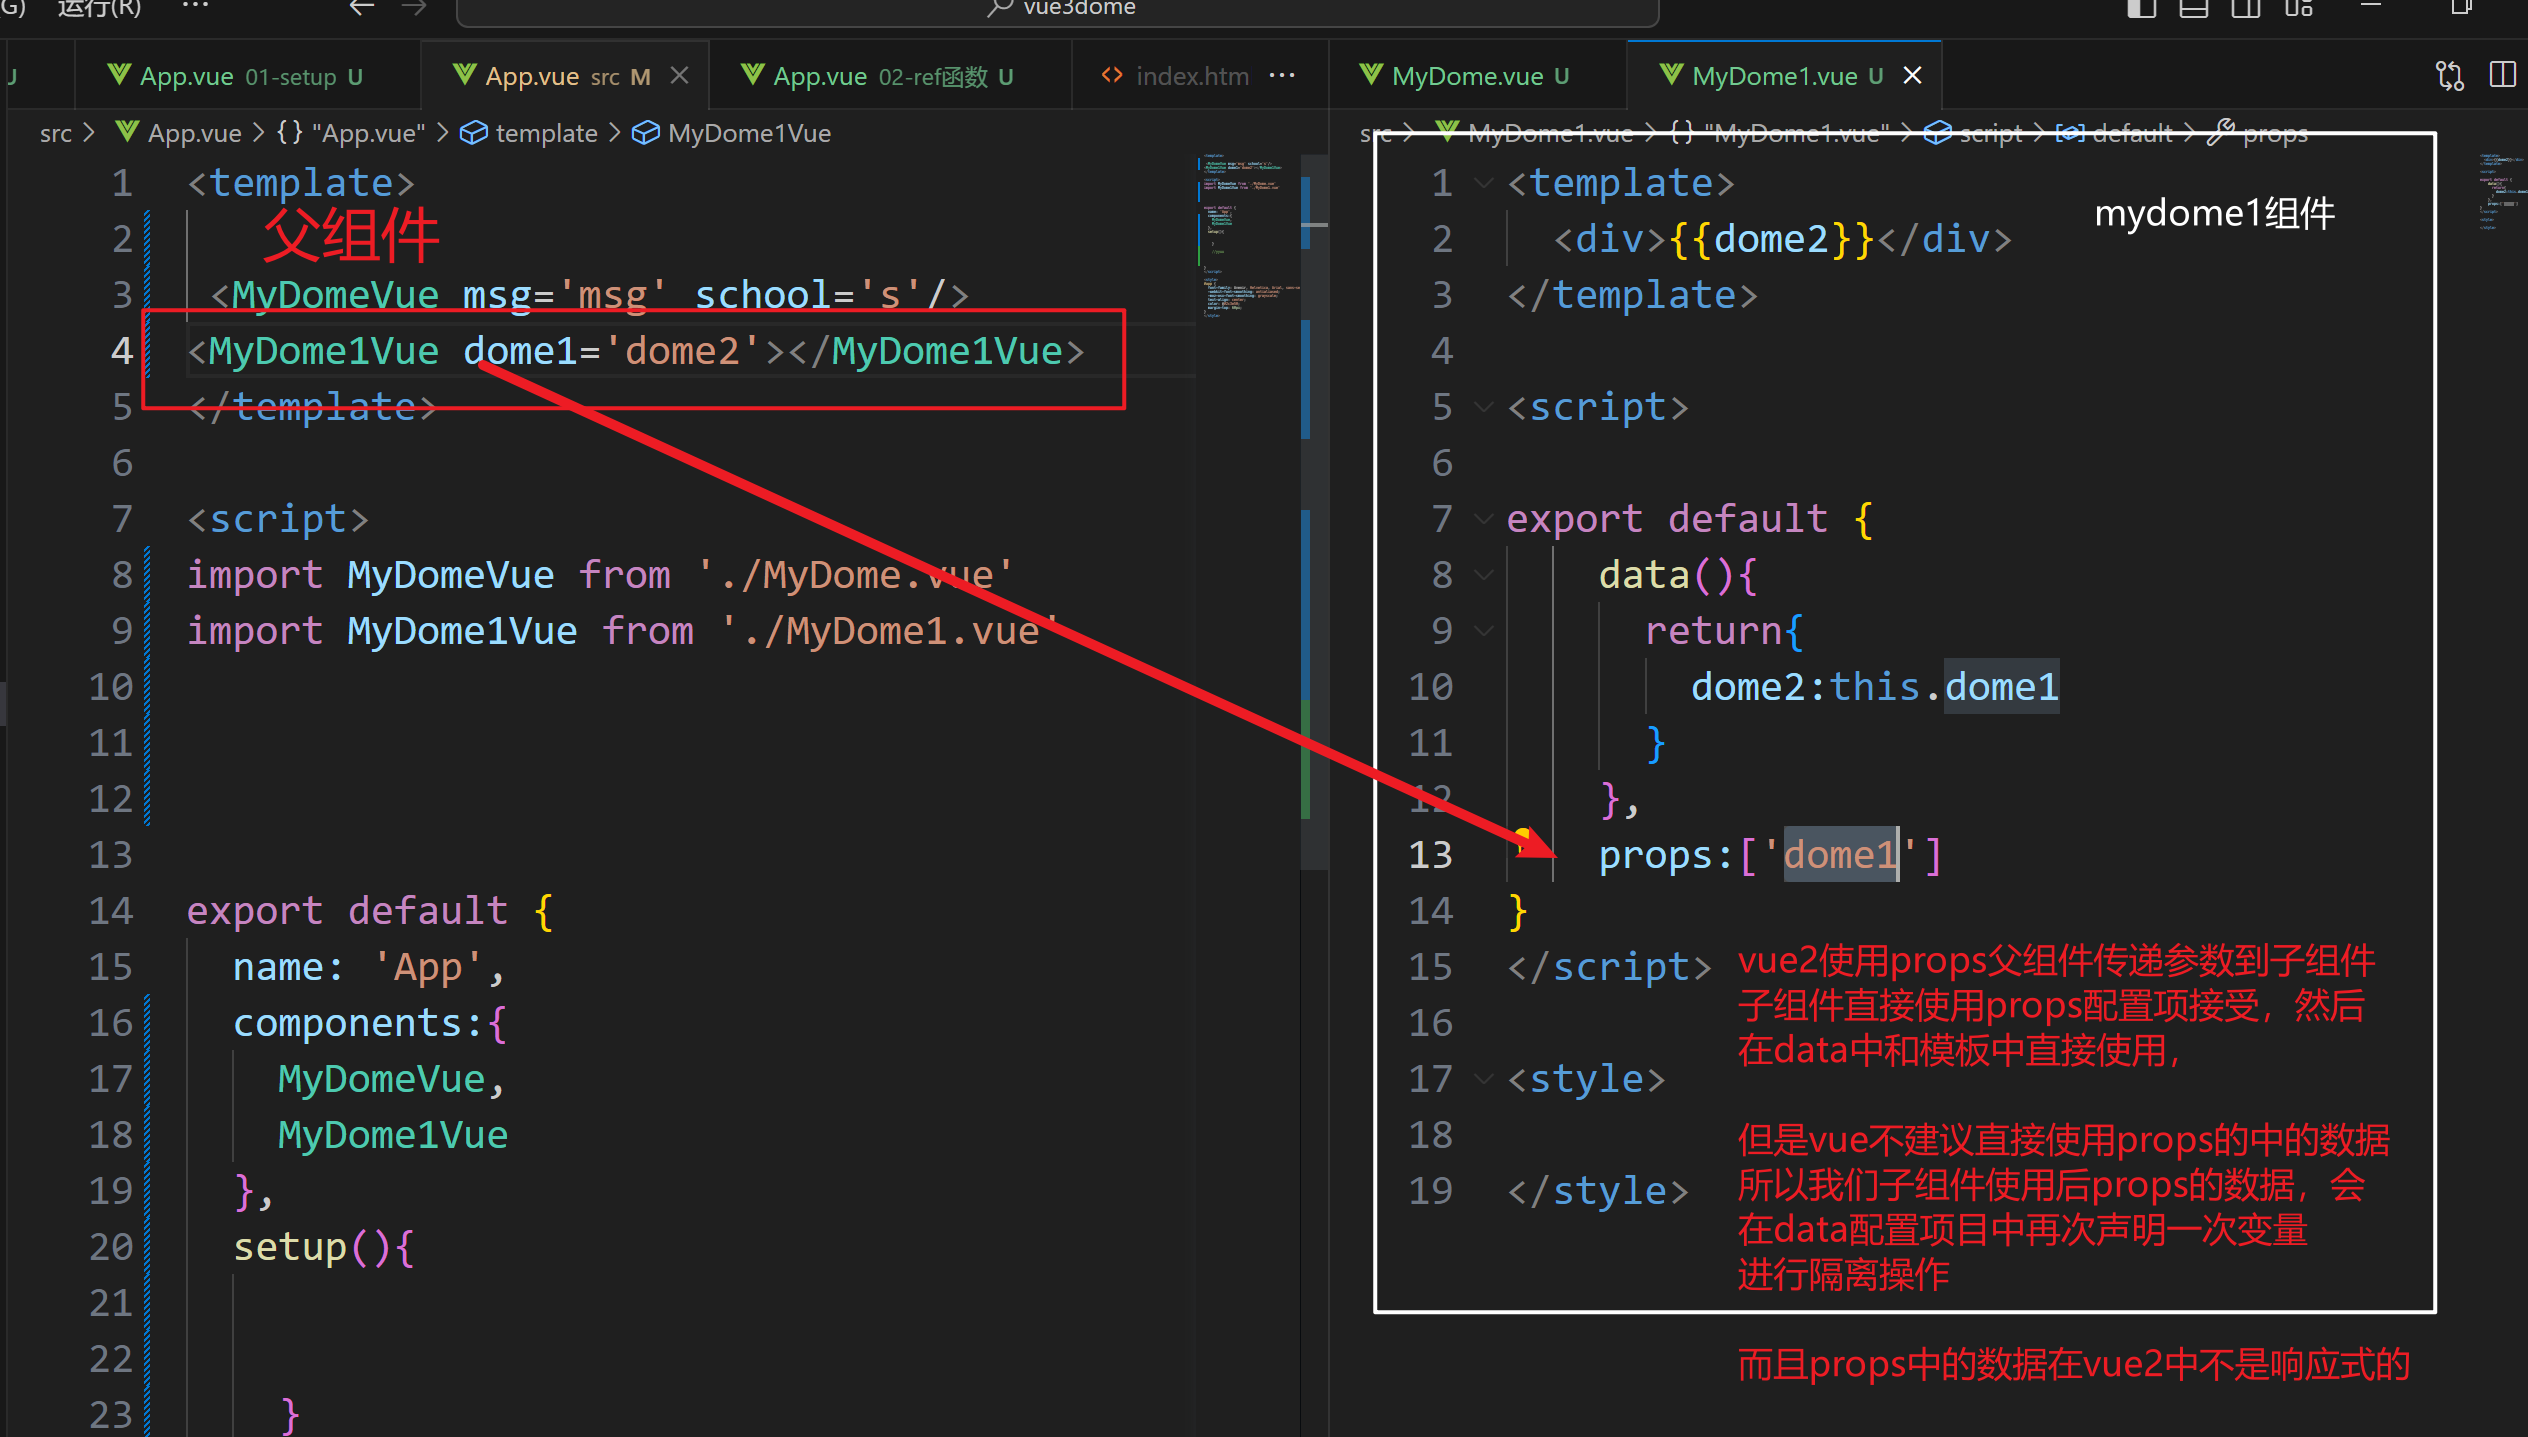 G) 运行(R) ··· vue3dome
U App.vue 01-setup U App.vue src M App.vue 02-ref函数 U index.htm ···
src > App.vue > {} "App.vue" > template > MyDome1Vue
1 <template>
父组件
2
3 <MyDomeVue msg='msg' school='s'/>
4 <MyDome1Vue dome1='dome2'></MyDome1Vue>
5 </template>
6
7 <script>
8 import MyDomeVue from './MyDome.vue'
9 import MyDome1Vue from './MyDome1.vue'
10
11
12
13
14 export default {
15 name: 'App',
16 components:{
17 MyDomeVue,
18 MyDome1Vue
19 },
20 setup(){
21
22
23 }
MyDome.vue U MyDome1.vue U
src > MyDome1.vue > {} "MyDome1.vue" > script > default > props
1 <template>
mydome1组件
2 <div>{{dome2}}</div>
3 </template>
4
5 <script>
6
7 export default {
8 data(){
9 return{
10 dome2:this.dome1
11 }
12 },
13 props:['dome1']
14 }
15 </script>
16
17 <style>
18
19 </style>
vue2使用props父组件传递参数到子组件
子组件直接使用props配置项接受，然后
在data中和模板中直接使用，
但是vue不建议直接使用props的中的数据
所以我们子组件使用后props的数据，会
在data配置项目中再次声明一次变量
进行隔离操作
而且props中的数据在vue2中不是响应式的